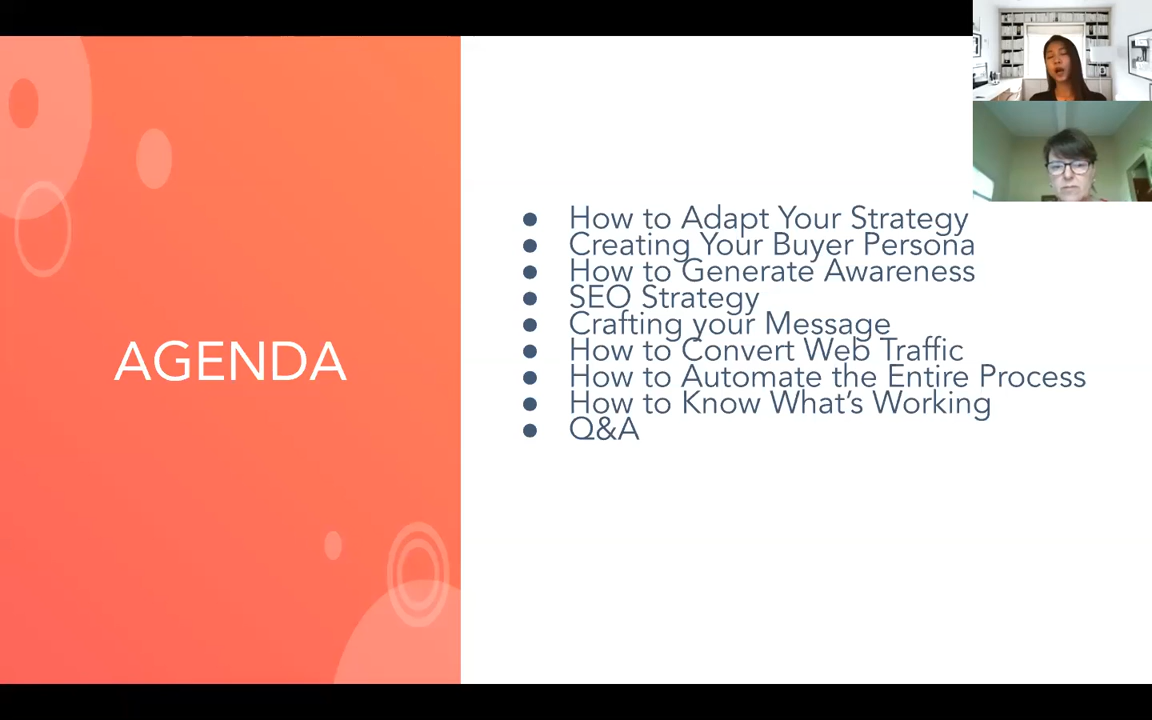 AGENDA
● How to Adapt Your Strategy
● Creating Your Buyer Persona
● How to Generate Awareness
● SEO Strategy
● Crafting your Message
● How to Convert Web Traffic
● How to Automate the Entire Process
● How to Know What's Working
● Q&A